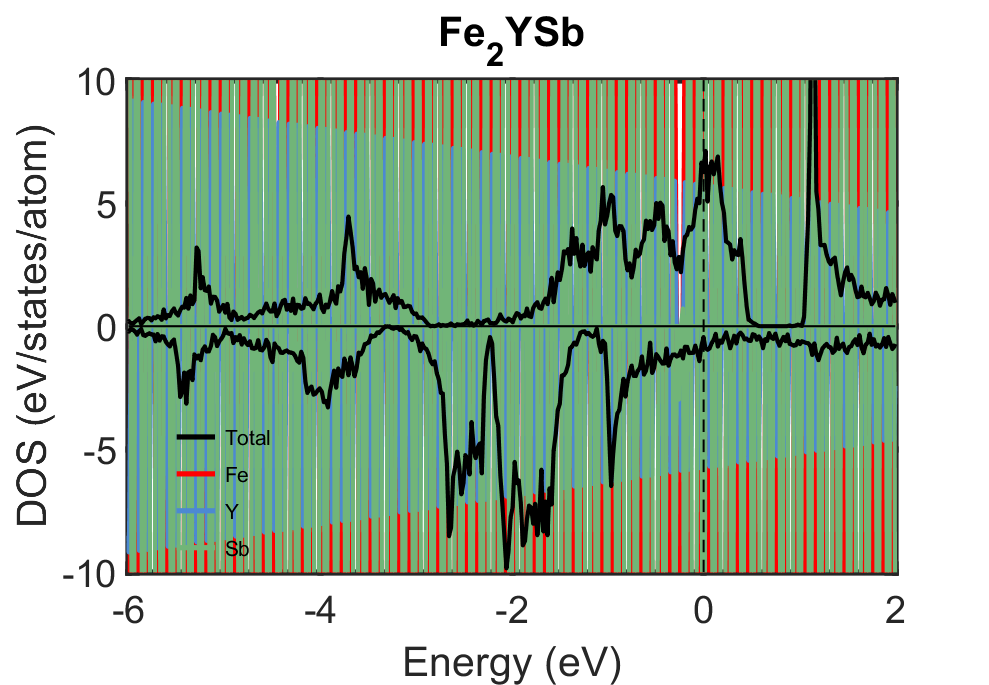 Fe2YSb
10
5
0
-5
-10
DOS (eV/states/atom)
Total
Fe
Y
Sb
-6 -4 -2 0 2
Energy (eV)